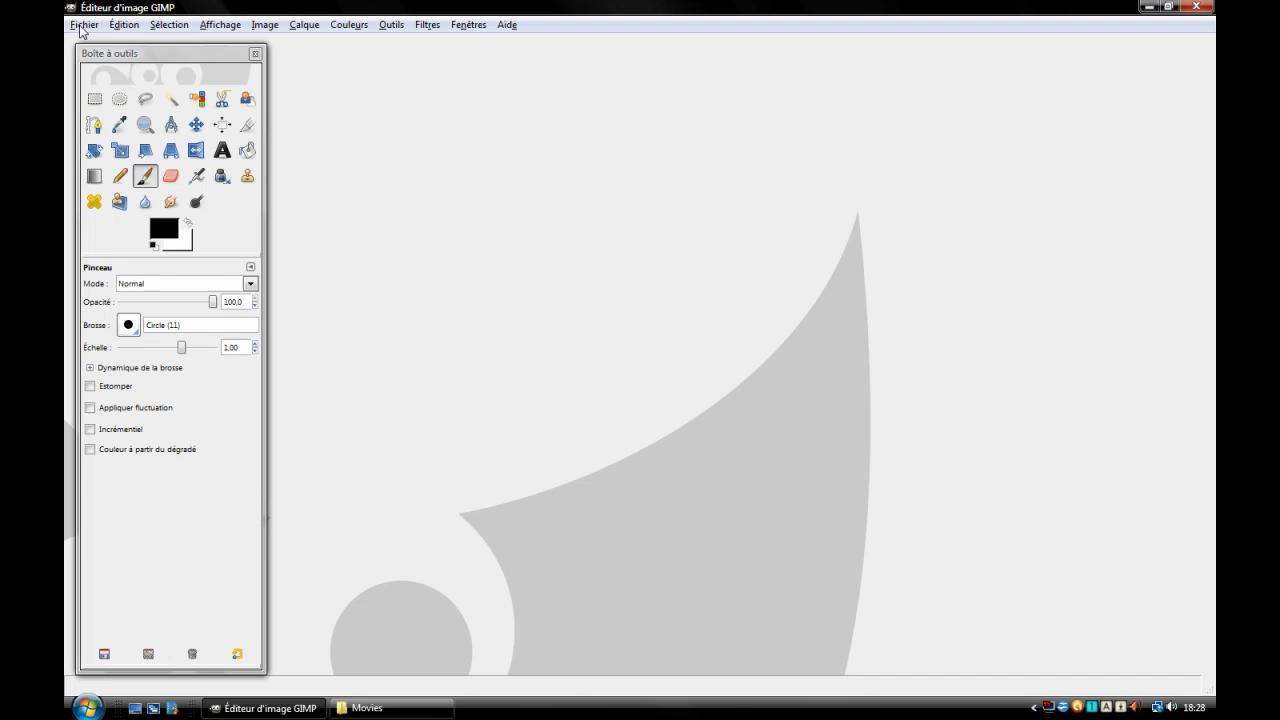 Éditeur d'image GIMP
Fichier Édition Sélection Affichage Image Calque Couleurs Outils Filtres Fenêtres Aide
Boîte à outils
Pinceau
Mode : Normal
Opacité : 100,0
Brosse : Circle (11)
Échelle : 1,00
Dynamique de la brosse
Estomper
Appliquer fluctuation
Incrémentiel
Couleur à partir du dégradé
Éditeur d'image GIMP Movies 18:28